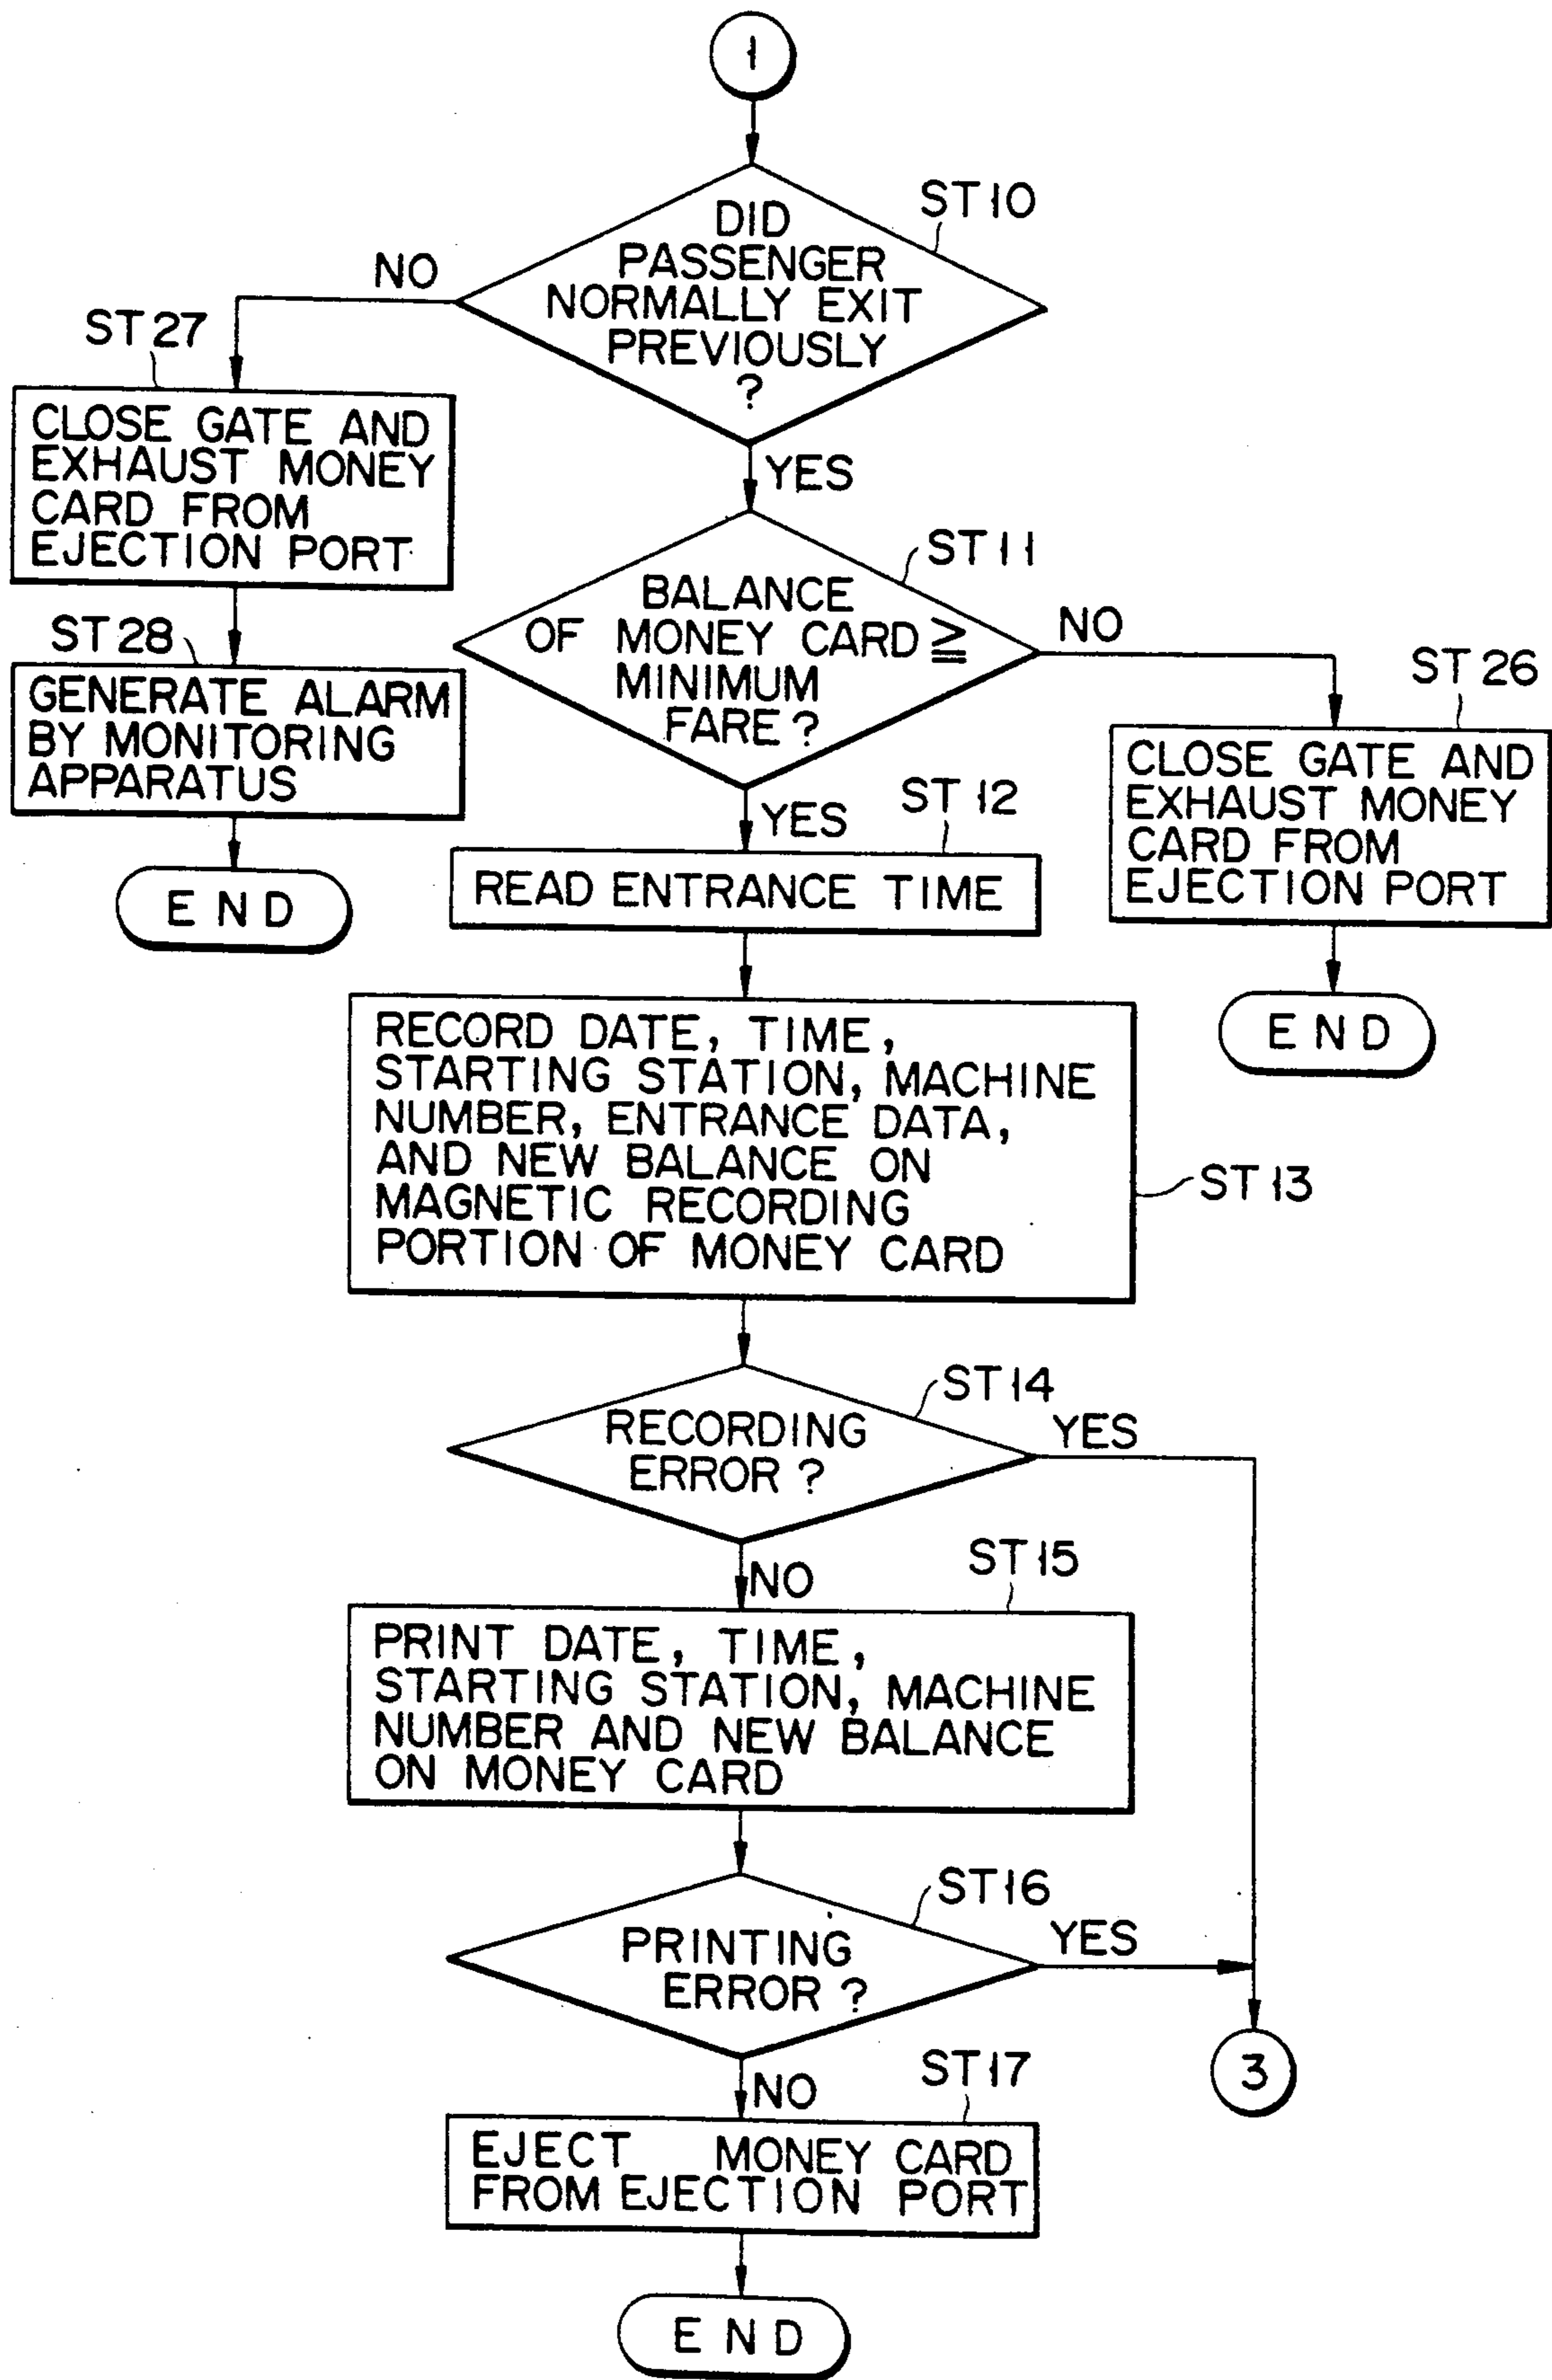 1
ST10
DID
PASSENGER
NORMALLY EXIT
PREVIOUSLY
?
NO
YES
ST27
CLOSE GATE AND
EXHAUST MONEY
CARD FROM
EJECTION PORT
ST28
GENERATE ALARM
BY MONITORING
APPARATUS
END
ST11
BALANCE
OF MONEY CARD ≧
MINIMUM
FARE?
NO
YES
ST26
CLOSE GATE AND
EXHAUST MONEY
CARD FROM
EJECTION PORT
END
ST12
READ ENTRANCE TIME
RECORD DATE, TIME,
STARTING STATION, MACHINE
NUMBER, ENTRANCE DATA,
AND NEW BALANCE ON
MAGNETIC RECORDING
PORTION OF MONEY CARD
ST13
ST14
RECORDING
ERROR?
YES
NO
ST15
PRINT DATE, TIME,
STARTING STATION, MACHINE
NUMBER AND NEW BALANCE
ON MONEY CARD
ST16
PRINTING
ERROR?
YES
3
NO
ST17
EJECT MONEY CARD
FROM EJECTION PORT
END